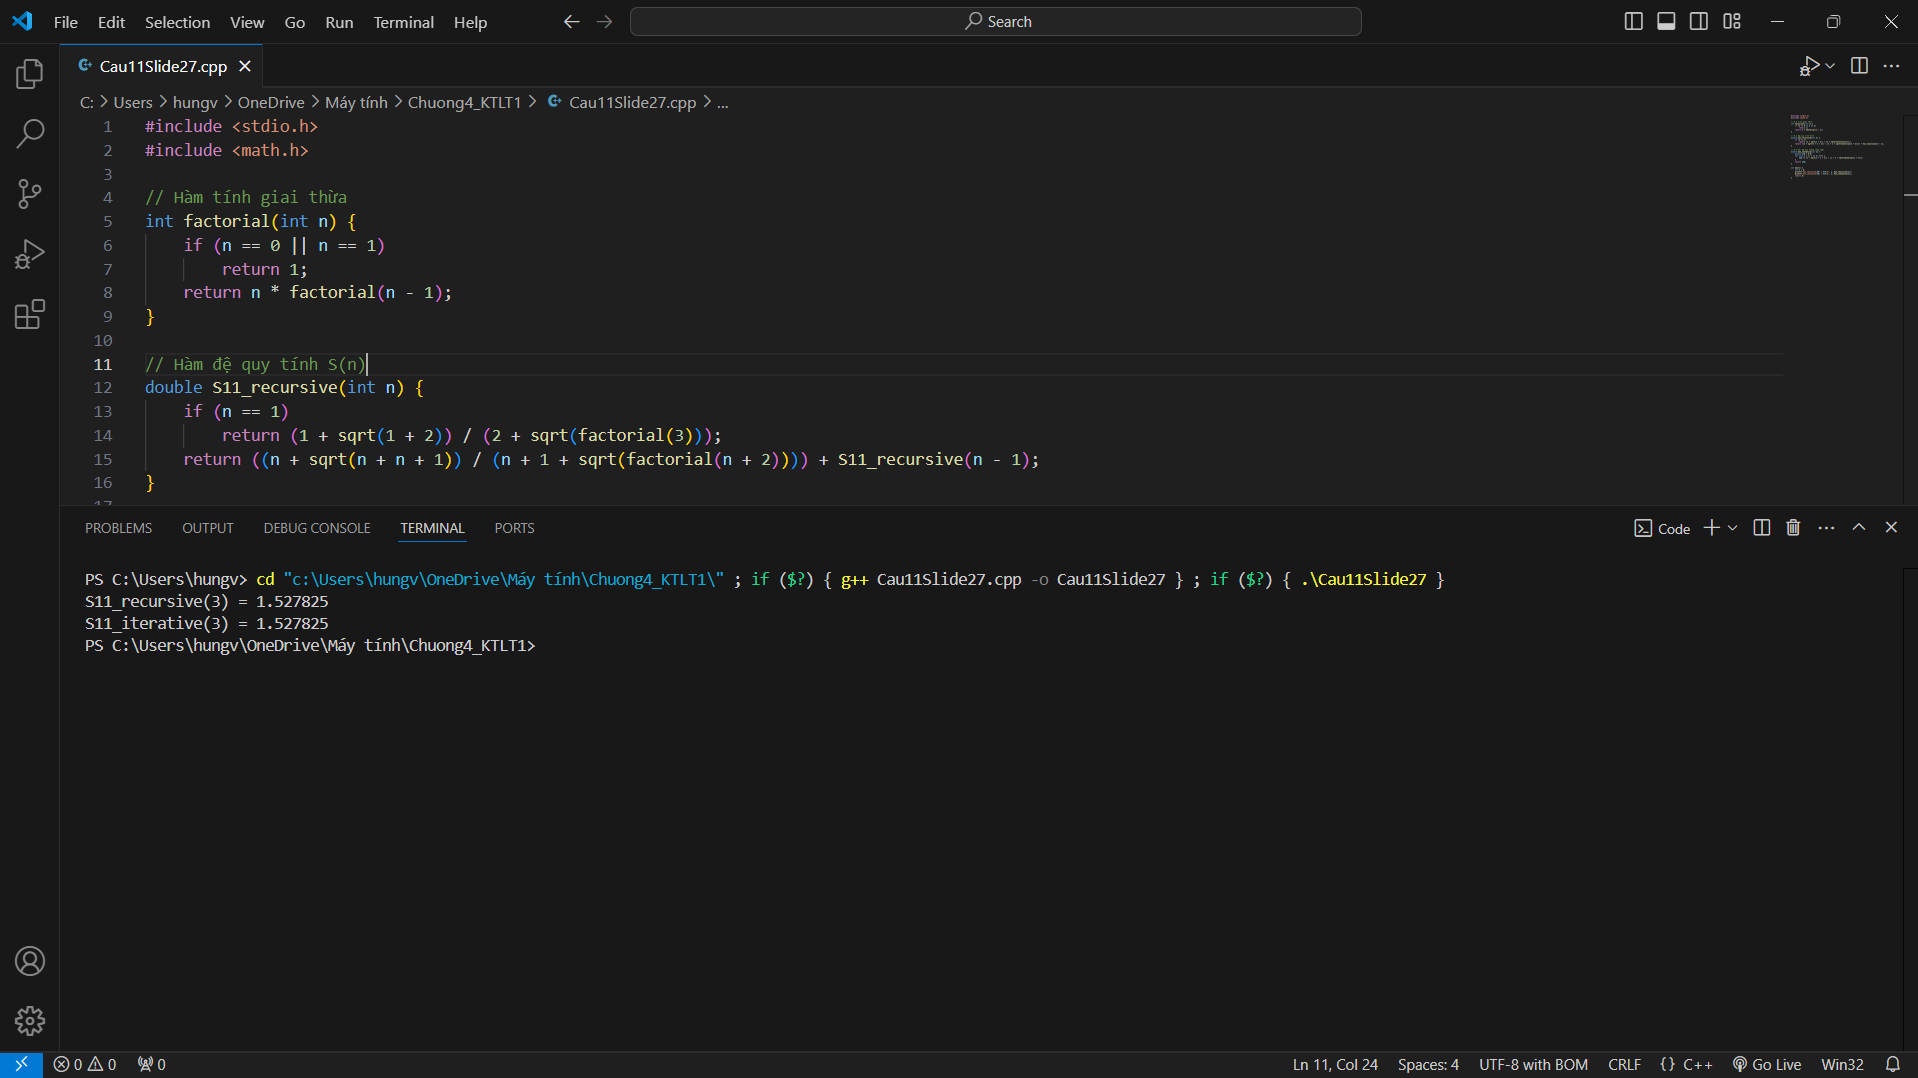 File Edit Selection View Go Run Terminal Help Search
Cau11Slide27.cpp
C: > Users > hungv > OneDrive > Máy tính > Chuong4_KTLT1 > Cau11Slide27.cpp > ...
1 #include <stdio.h>
2 #include <math.h>
3
4 // Hàm tính giai thừa
5 int factorial(int n) {
6 if (n == 0 || n == 1)
7 return 1;
8 return n * factorial(n - 1);
9 }
10
11 // Hàm đệ quy tính S(n)
12 double S11_recursive(int n) {
13 if (n == 1)
14 return (1 + sqrt(1 + 2)) / (2 + sqrt(factorial(3)));
15 return ((n + sqrt(n + n + 1)) / (n + 1 + sqrt(factorial(n + 2)))) + S11_recursive(n - 1);
16 }
17
PROBLEMS OUTPUT DEBUG CONSOLE TERMINAL PORTS Code
PS C:\Users\hungv> cd "c:\Users\hungv\OneDrive\Máy tính\Chuong4_KTLT1\" ; if ($?) { g++ Cau11Slide27.cpp -o Cau11Slide27 } ; if ($?) { .\Cau11Slide27 }
S11_recursive(3) = 1.527825
S11_iterative(3) = 1.527825
PS C:\Users\hungv\OneDrive\Máy tính\Chuong4_KTLT1>
0 0 0 Ln 11, Col 24 Spaces: 4 UTF-8 with BOM CRLF {} C++ Go Live Win32